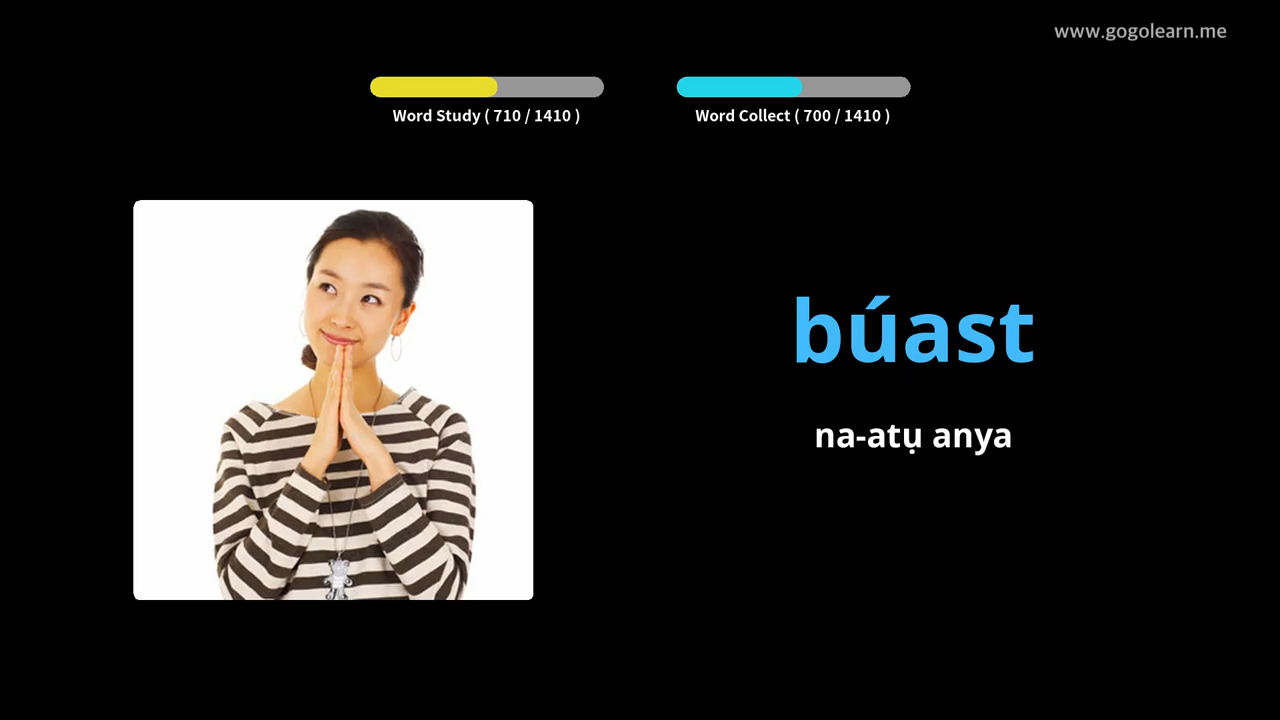 www.gogolearn.me
Word Study ( 710 / 1410 )
Word Collect ( 700 / 1410 )
búast
na-atụ anya